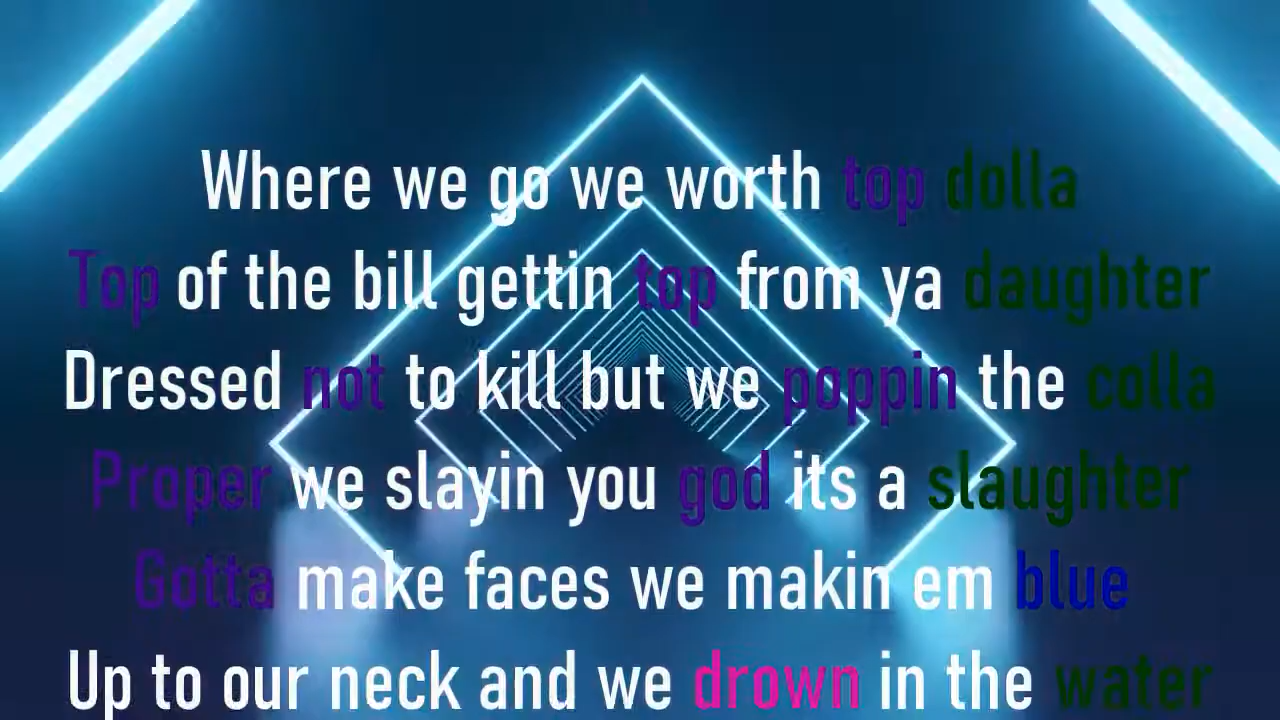 Where we go we worth top dolla
Top of the bill gettin top from ya daughter
Dressed not to kill but we poppin the colla
Proper we slayin you god its a slaughter
Gotta make faces we makin em blue
Up to our neck and we drown in the water